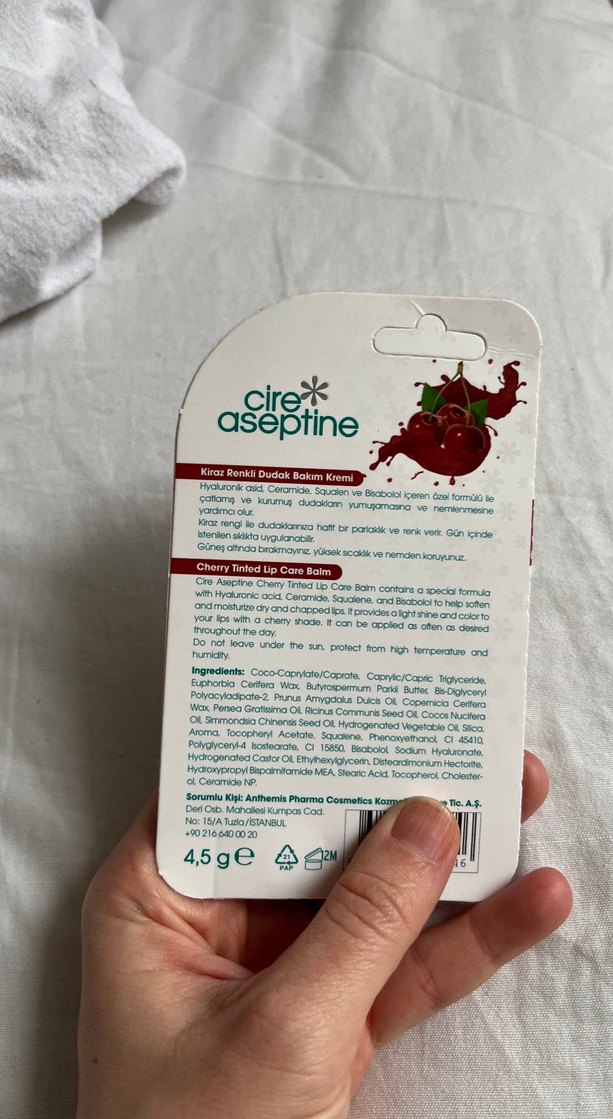 cire
aseptine
Kiraz Renkli Dudak Bakım Kremi
Hyaluronik asid, Ceramide, Squalen ve Bisabolol içeren özel formülü ile
çatlamış ve kurumuş dudakların yumuşamasına ve nemlenmesine
yardımcı olur.
Kiraz rengi ile dudaklarınıza hafif bir parlaklık ve renk verir. Gün içinde
istenilen sıklıkta uygulanabilir.
Güneş altında bırakmayınız, yüksek sıcaklık ve nemden koruyunuz.
Cherry Tinted Lip Care Balm
Cire Aseptine Cherry Tinted Lip Care Balm contains a special formula
with Hyaluronic acid, Ceramide, Squalene, and Bisabolol to help soften
and moisturize dry and chapped lips. It provides a light shine and color to
your lips with a cherry shade. It can be applied as often as desired
throughout the day.
Do not leave under the sun, protect from high temperature and
humidity.
Ingredients: Coco-Caprylate/Caprate, Caprylic/Capric Triglyceride,
Euphorbia Cerifera Wax, Butyrospermum Parkii Butter, Bis-Diglyceryl
Polyacyladipate-2, Prunus Amygdalus Dulcis Oil, Copernicia Cerifera
Wax, Persea Gratissima Oil, Ricinus Communis Seed Oil, Cocos Nucifera
Oil, Simmondsia Chinensis Seed Oil, Hydrogenated Vegetable Oil, Silica,
Aroma, Tocopheryl Acetate, Squalene, Phenoxyethanol, CI 45410,
Polyglyceryl-4 Isostearate, CI 15850, Bisabolol, Sodium Hyaluronate,
Hydrogenated Castor Oil, Ethylhexylglycerin, Disteardimonium Hectorite,
Hydroxypropyl Bispalmitamide MEA, Stearic Acid, Tocopherol, Cholester-
ol, Ceramide NP.
Sorumlu Kişi: Anthemis Pharma Cosmetics Tic. A.Ş.
Deri Osb. Mahallesi Kumpas Cad.
No: 15/A Tuzla/İSTANBUL
+90 216 640 00 20
4,5 g e 21 PAP 12M 46